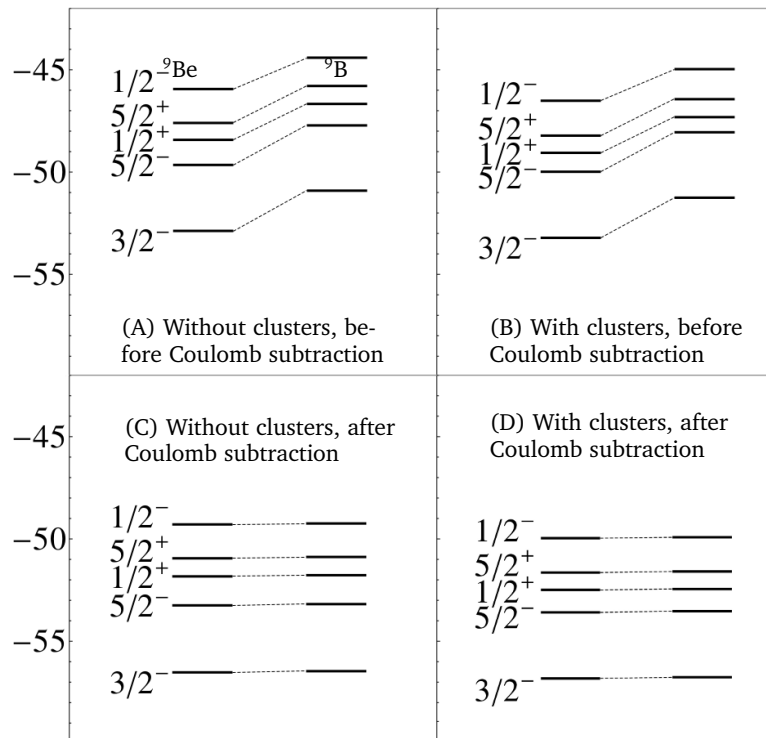 −45
−50
−55
⁹Be
⁹B
1/2⁻
5/2⁺
1/2⁺
5/2⁻
3/2⁻
(A) Without clusters, be-
fore Coulomb subtraction
1/2⁻
5/2⁺
1/2⁺
5/2⁻
3/2⁻
(B) With clusters, before
Coulomb subtraction
−45
−50
−55
(C) Without clusters, after
Coulomb subtraction
1/2⁻
5/2⁺
1/2⁺
5/2⁻
3/2⁻
(D) With clusters, after
Coulomb subtraction
1/2⁻
5/2⁺
1/2⁺
5/2⁻
3/2⁻